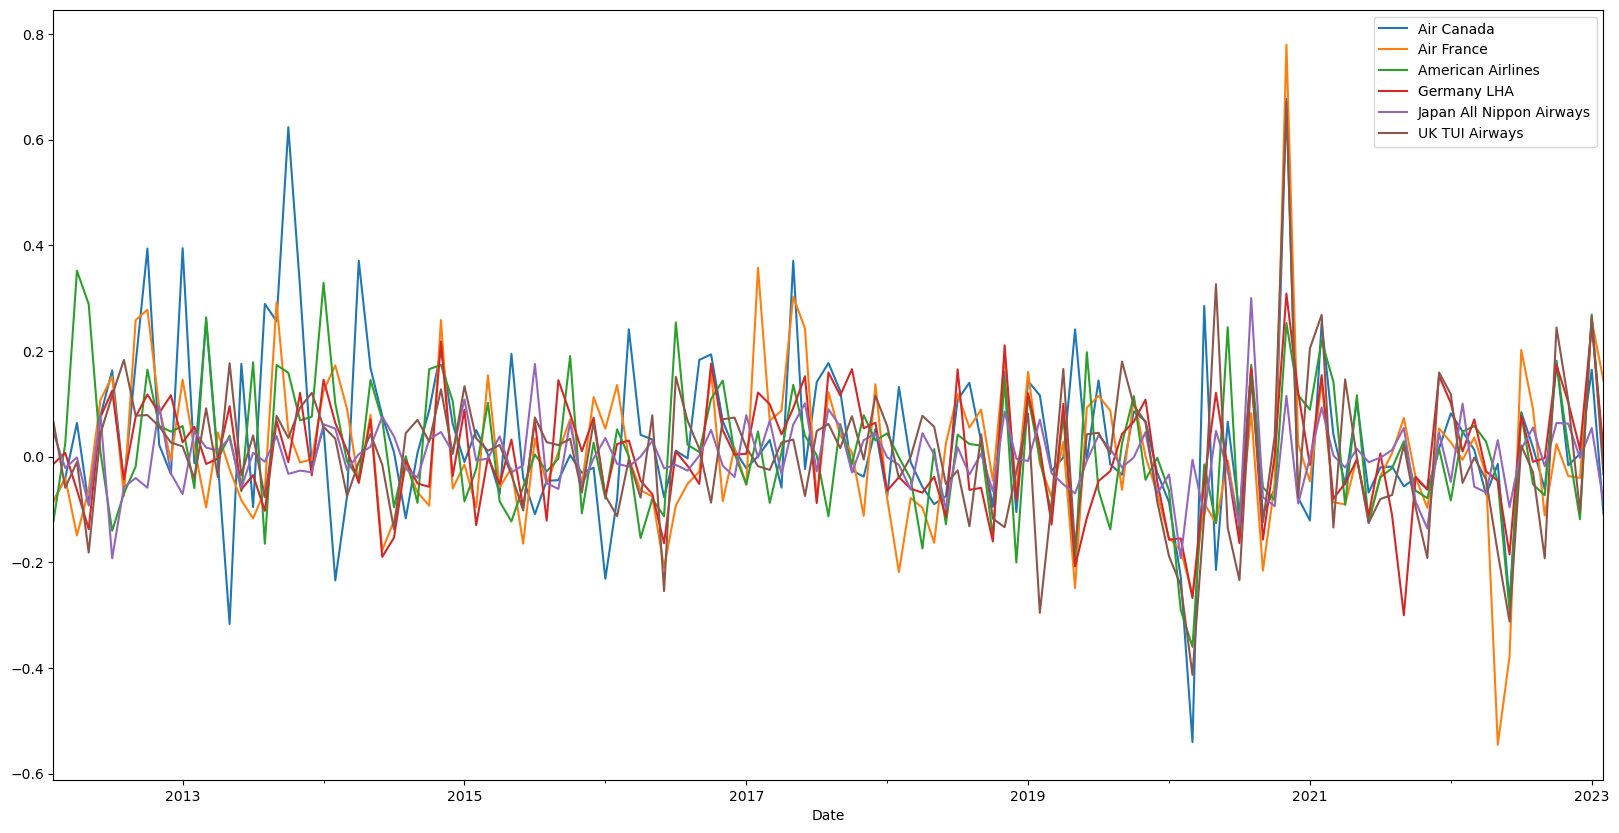 0.8
0.6
0.4
0.2
0.0
−0.2
−0.4
−0.6
Air Canada
Air France
American Airlines
Germany LHA
Japan All Nippon Airways
UK TUI Airways
2013 2015 2017 2019 2021 2023
Date